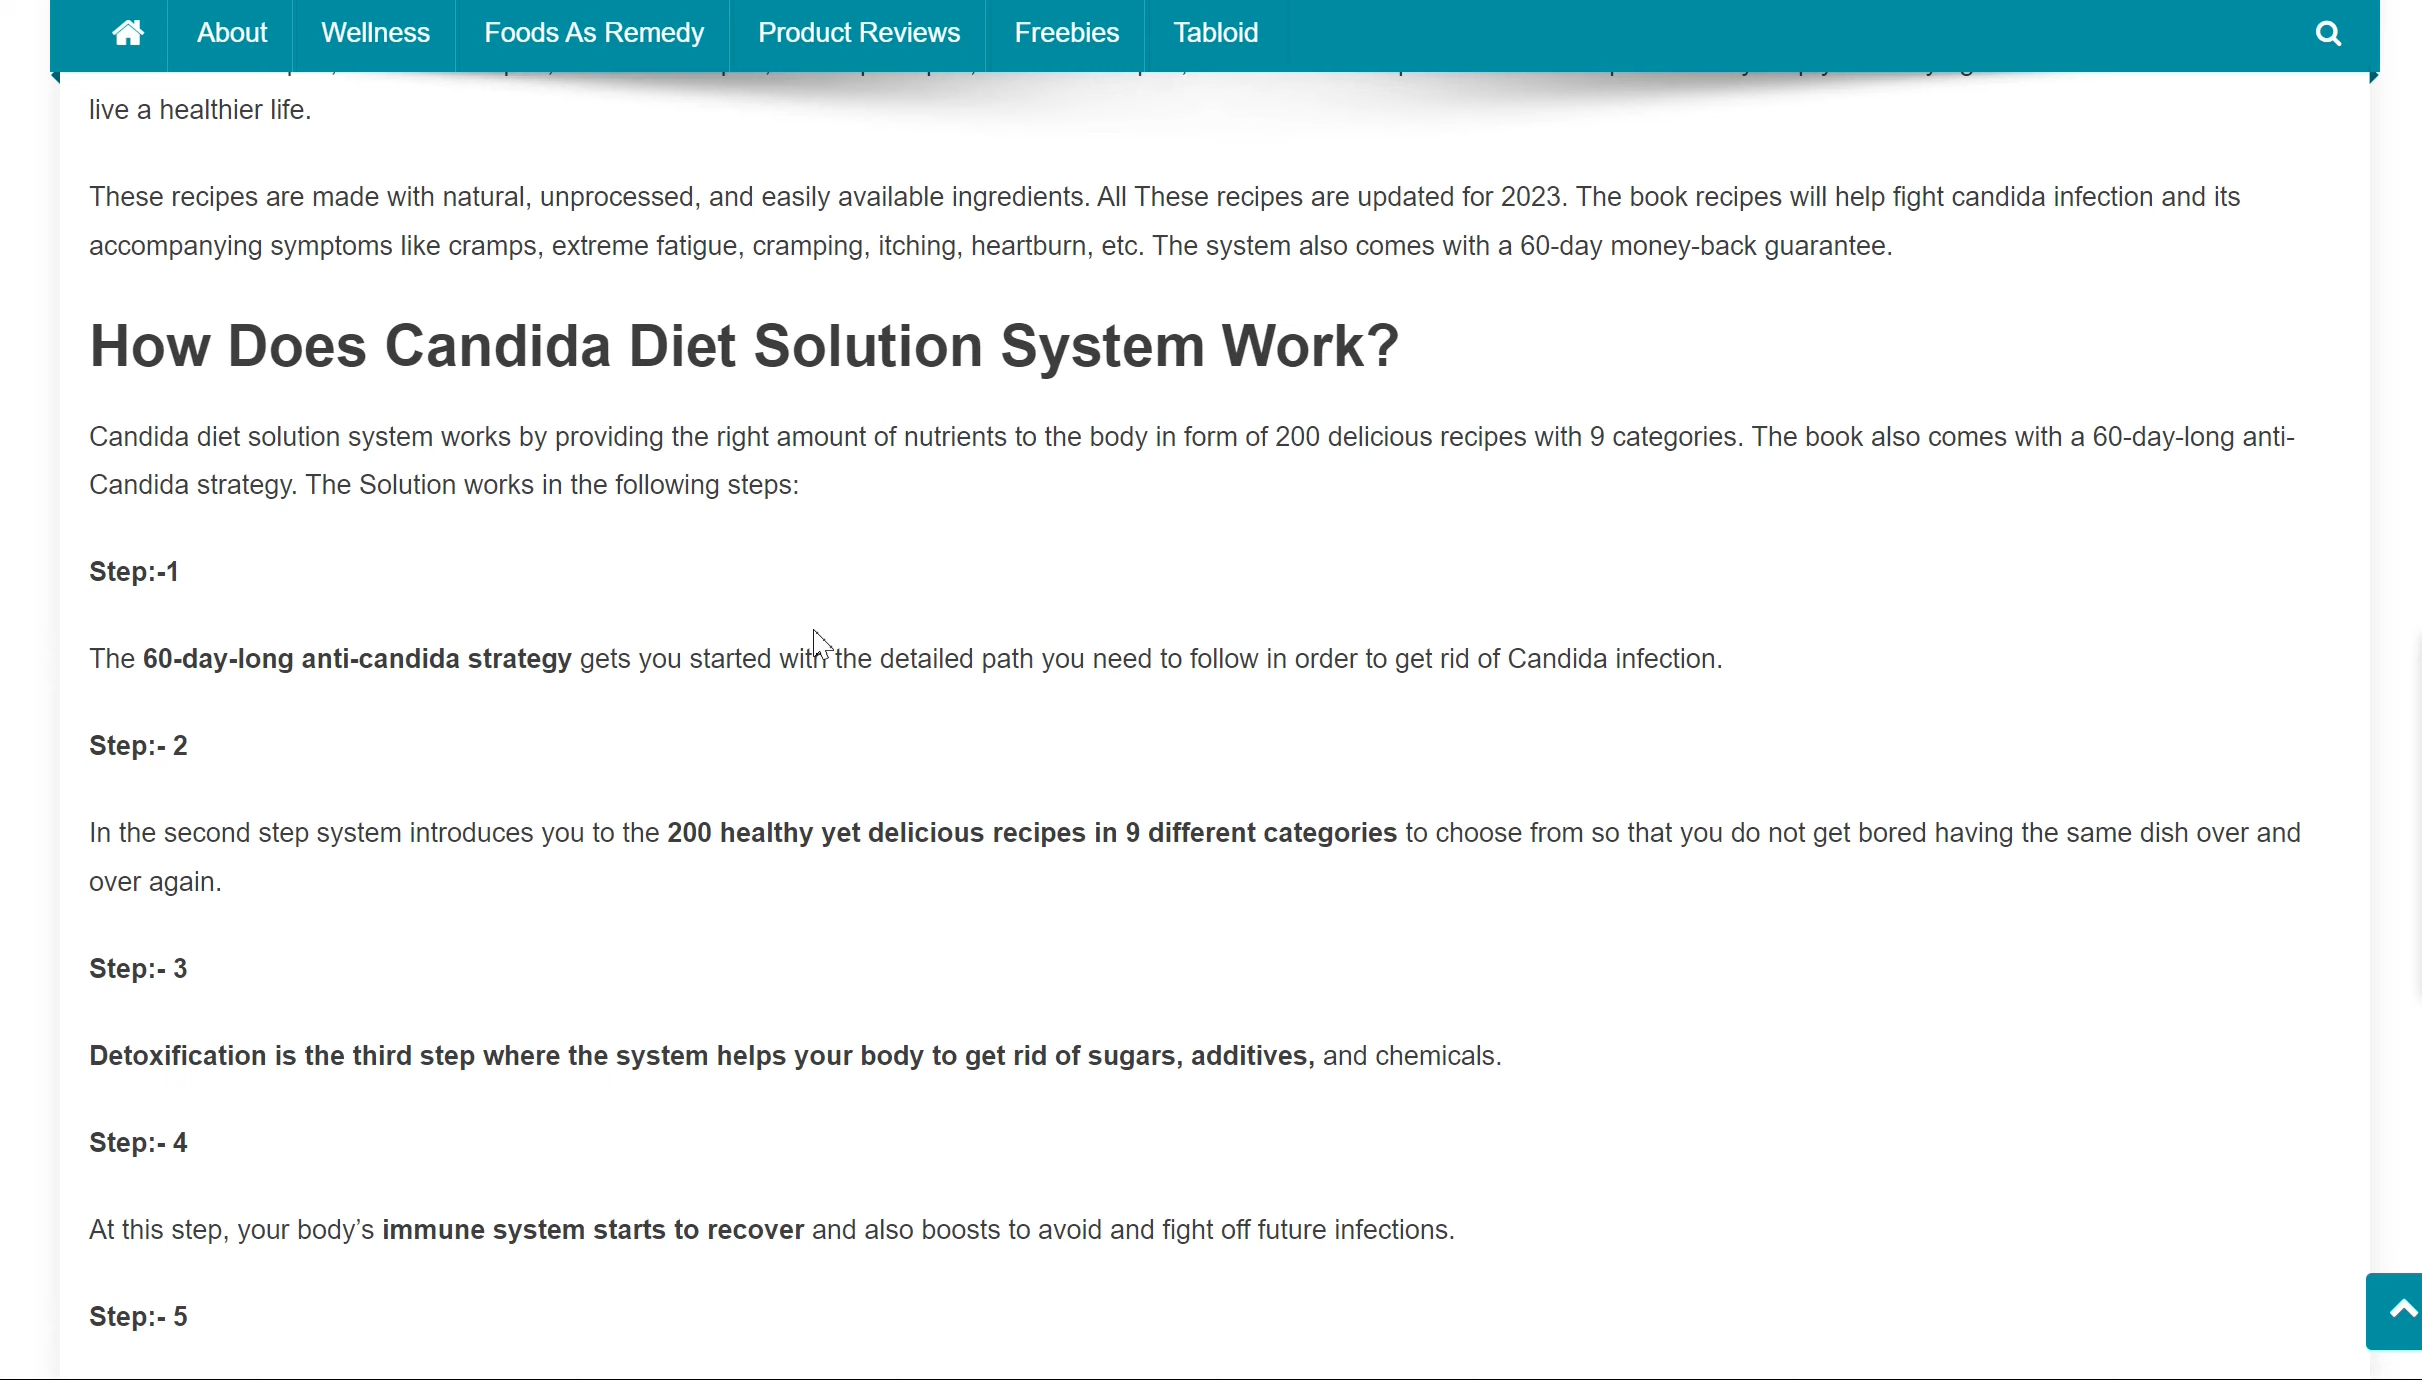 About Wellness Foods As Remedy Product Reviews Freebies Tabloid
live a healthier life.
These recipes are made with natural, unprocessed, and easily available ingredients. All These recipes are updated for 2023. The book recipes will help fight candida infection and its
accompanying symptoms like cramps, extreme fatigue, cramping, itching, heartburn, etc. The system also comes with a 60-day money-back guarantee.
How Does Candida Diet Solution System Work?
Candida diet solution system works by providing the right amount of nutrients to the body in form of 200 delicious recipes with 9 categories. The book also comes with a 60-day-long anti-
Candida strategy. The Solution works in the following steps:
Step:-1
The 60-day-long anti-candida strategy gets you started with the detailed path you need to follow in order to get rid of Candida infection.
Step:- 2
In the second step system introduces you to the 200 healthy yet delicious recipes in 9 different categories to choose from so that you do not get bored having the same dish over and
over again.
Step:- 3
Detoxification is the third step where the system helps your body to get rid of sugars, additives, and chemicals.
Step:- 4
At this step, your body’s immune system starts to recover and also boosts to avoid and fight off future infections.
Step:- 5